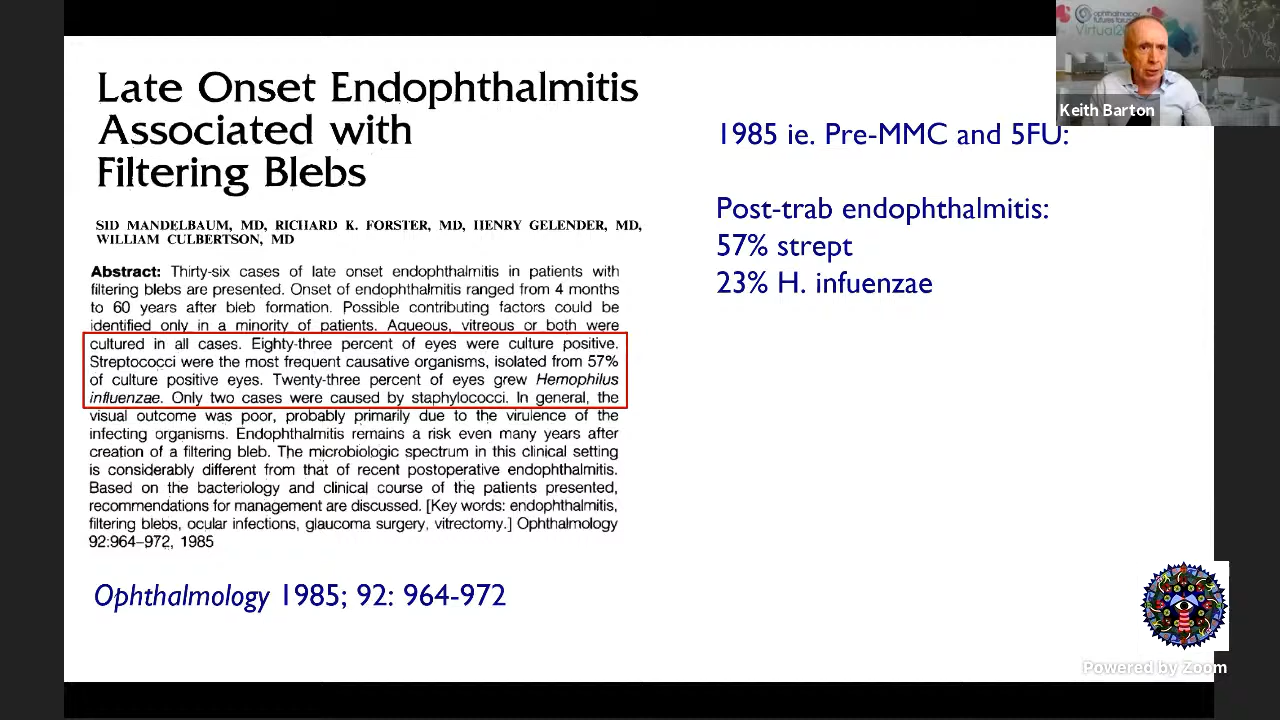 Late Onset Endophthalmitis
Associated with
Filtering Blebs
SID MANDELBAUM, MD, RICHARD K. FORSTER, MD, HENRY GELENDER, MD,
WILLIAM CULBERTSON, MD
Abstract: Thirty-six cases of late onset endophthalmitis in patients with
filtering blebs are presented. Onset of endophthalmitis ranged from 4 months
to 60 years after bleb formation. Possible contributing factors could be
identified only in a minority of patients. Aqueous, vitreous or both were
cultured in all cases. Eighty-three percent of eyes were culture positive.
Streptococci were the most frequent causative organisms, isolated from 57%
of culture positive eyes. Twenty-three percent of eyes grew Hemophilus
influenzae. Only two cases were caused by staphylococci. In general, the
visual outcome was poor, probably primarily due to the virulence of the
infecting organisms. Endophthalmitis remains a risk even many years after
creation of a filtering bleb. The microbiologic spectrum in this clinical setting
is considerably different from that of recent postoperative endophthalmitis.
Based on the bacteriology and clinical course of the patients presented,
recommendations for management are discussed. [Key words: endophthalmitis,
filtering blebs, ocular infections, glaucoma surgery, vitrectomy.] Ophthalmology
92:964–972, 1985
Ophthalmology 1985; 92: 964-972
1985 ie. Pre-MMC and 5FU:
Post-trab endophthalmitis:
57% strept
23% H. infuenzae
ophthalmology
futures forum
Keith Barton
Powered by Zoom